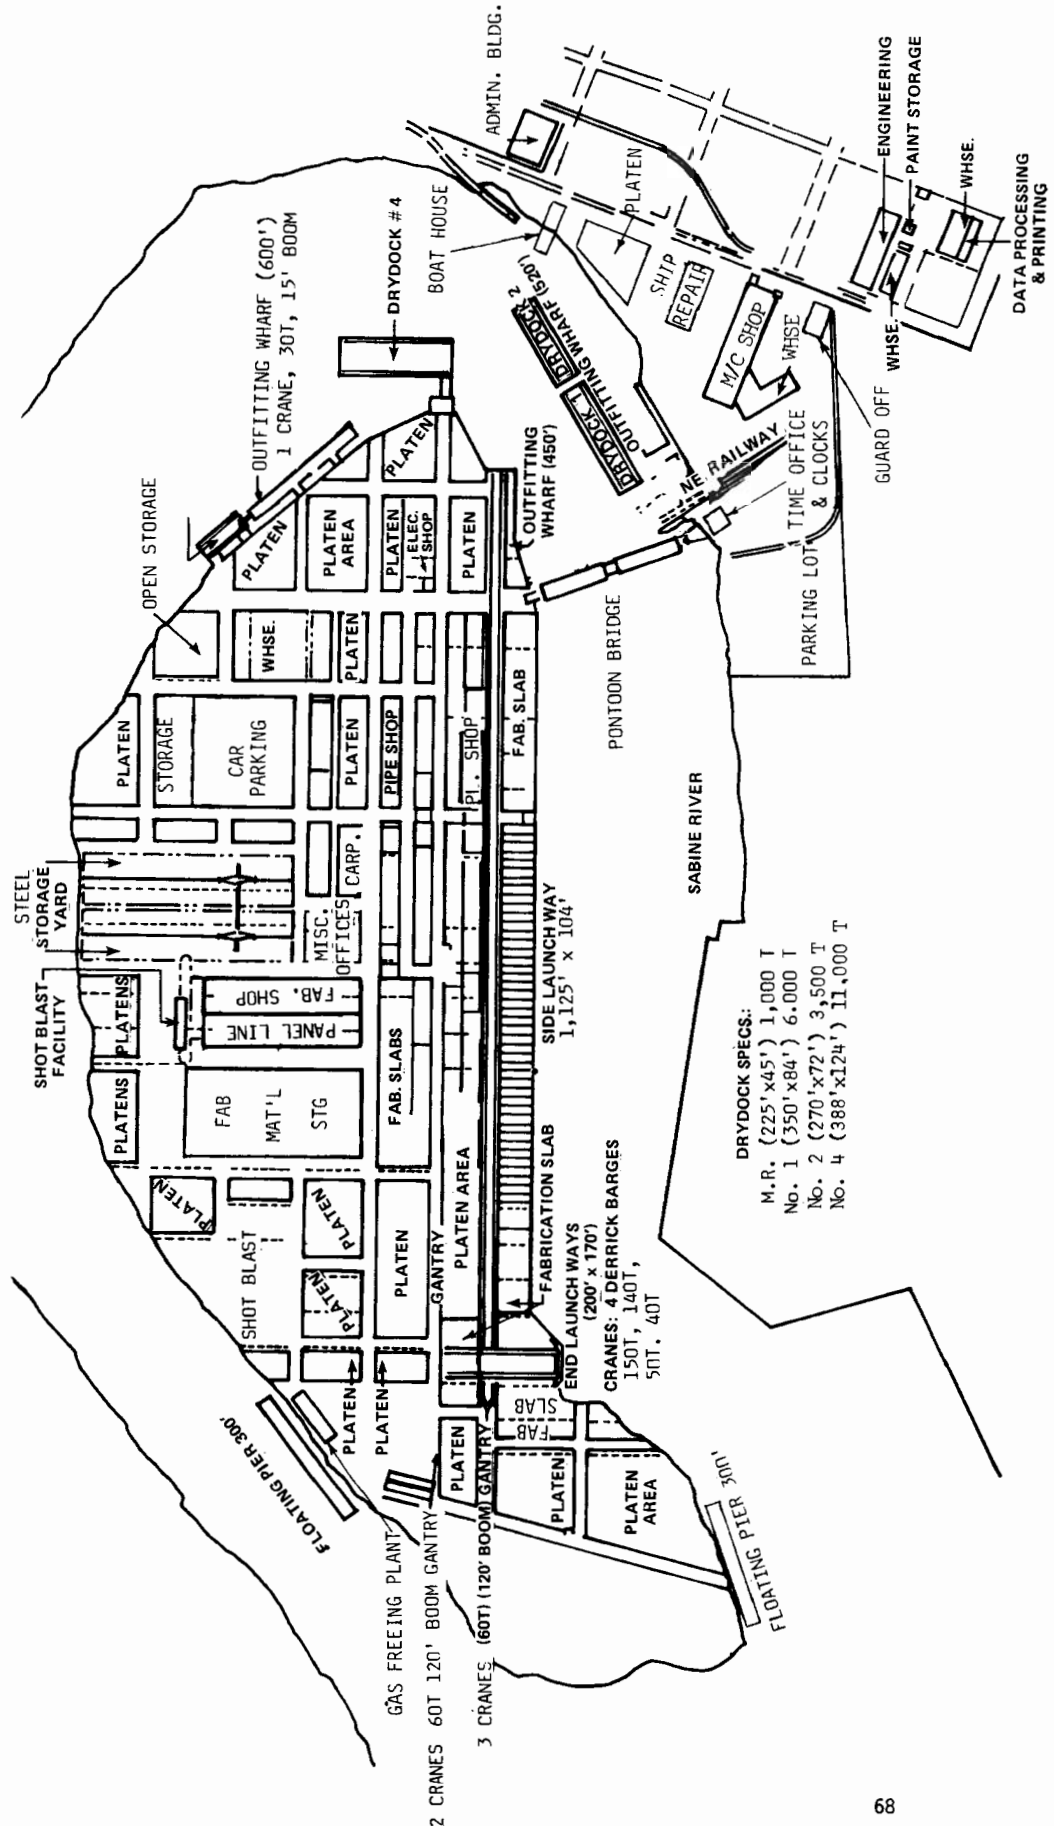 ADMIN. BLDG.
ENGINEERING
PAINT STORAGE
WHSE.
DATA PROCESSING
& PRINTING
WHSE.
PLATEN
BOAT HOUSE
SHIP
REPAIR
M/C SHOP
WHSE
GUARD OFF
DRYDOCK #4
OUTFITTING WHARF (600')
1 CRANE, 30T, 15' BOOM
DRYDOCK 2
DRYDOCK 1
OUTFITTING WHARF (520')
NE RAILWAY
TIME OFFICE
& CLOCKS
PARKING LOT
OUTFITTING
WHARF (450')
PONTOON BRIDGE
OPEN STORAGE
PLATEN
PLATEN
AREA
PLATEN
PLATEN
ELEC.
SHOP
PLATEN
WHSE.
PLATEN
FAB. SLAB
PLATEN
STORAGE
CAR
PARKING
PLATEN
PIPE SHOP
SHOP
SABINE RIVER
STEEL
STORAGE
YARD
SHOT BLAST
FACILITY
MISC.
OFFICES
CARP.
PLATENS
FAB. SHOP
PANEL LINE
PLATENS
FAB
MAT'L
STG
FAB. SLABS
SIDE LAUNCH WAY
1,125' x 104'
PLATEN
SHOT BLAST
PLATEN
PLATEN
PLATEN
PLATEN AREA
GANTRY
FABRICATION SLAB
END LAUNCH WAYS
(200' x 170')
CRANES: 4 DERRICK BARGES
150T, 140T,
50T. 40T
DRYDOCK SPECS.:
M.R. (225'x45') 1,000 T
No. 1 (350'x84') 6.000 T
No. 2 (270'x72') 3,500 T
No. 4 (388'x124') 11,000 T
FLOATING PIER 300'
PLATEN
PLATEN
GAS FREEING PLANT
2 CRANES 60T 120' BOOM GANTRY
3 CRANES (60T) (120' BOOM) GANTRY
PLATEN
FAB
SLAB
PLATEN
PLATEN
AREA
FLOATING PIER 300'
68